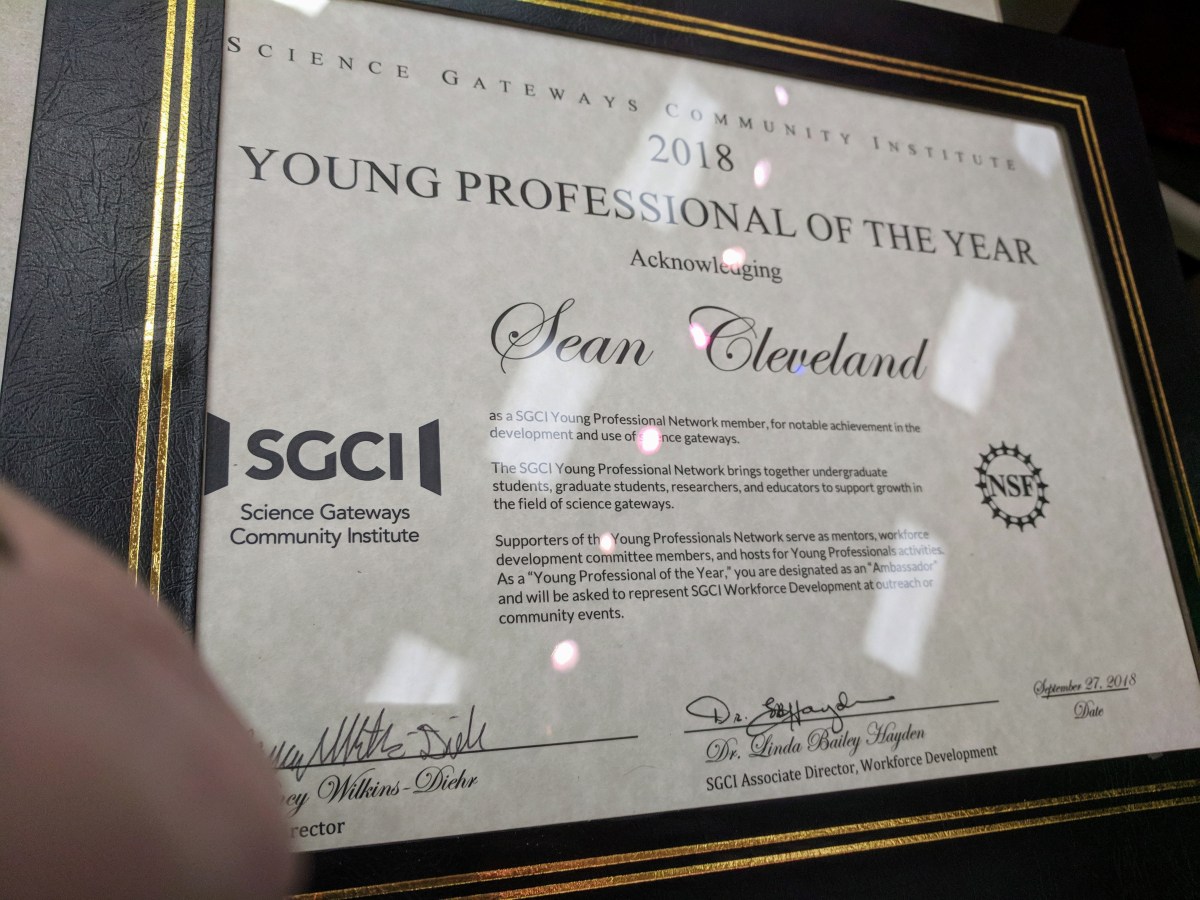 SCIENCE GATEWAYS COMMUNITY INSTITUTE
2018
YOUNG PROFESSIONAL OF THE YEAR
Acknowledging
Sean Cleveland
as a SGCI Young Professional Network member, for notable achievement in the
development and use of science gateways.
The SGCI Young Professional Network brings together undergraduate
students, graduate students, researchers, and educators to support growth in
the field of science gateways.
Supporters of the Young Professionals Network serve as mentors, workforce
development committee members, and hosts for Young Professionals activities.
As a "Young Professional of the Year," you are designated as an "Ambassador"
and will be asked to represent SGCI Workforce Development at outreach or
community events.
SGCI
Science Gateways
Community Institute
NSF
Wilkins-Diehr
cy Wilkins-Diehr
rector
Dr. LBHayden
Dr. Linda Bailey Hayden
SGCI Associate Director, Workforce Development
September 27, 2018
Date